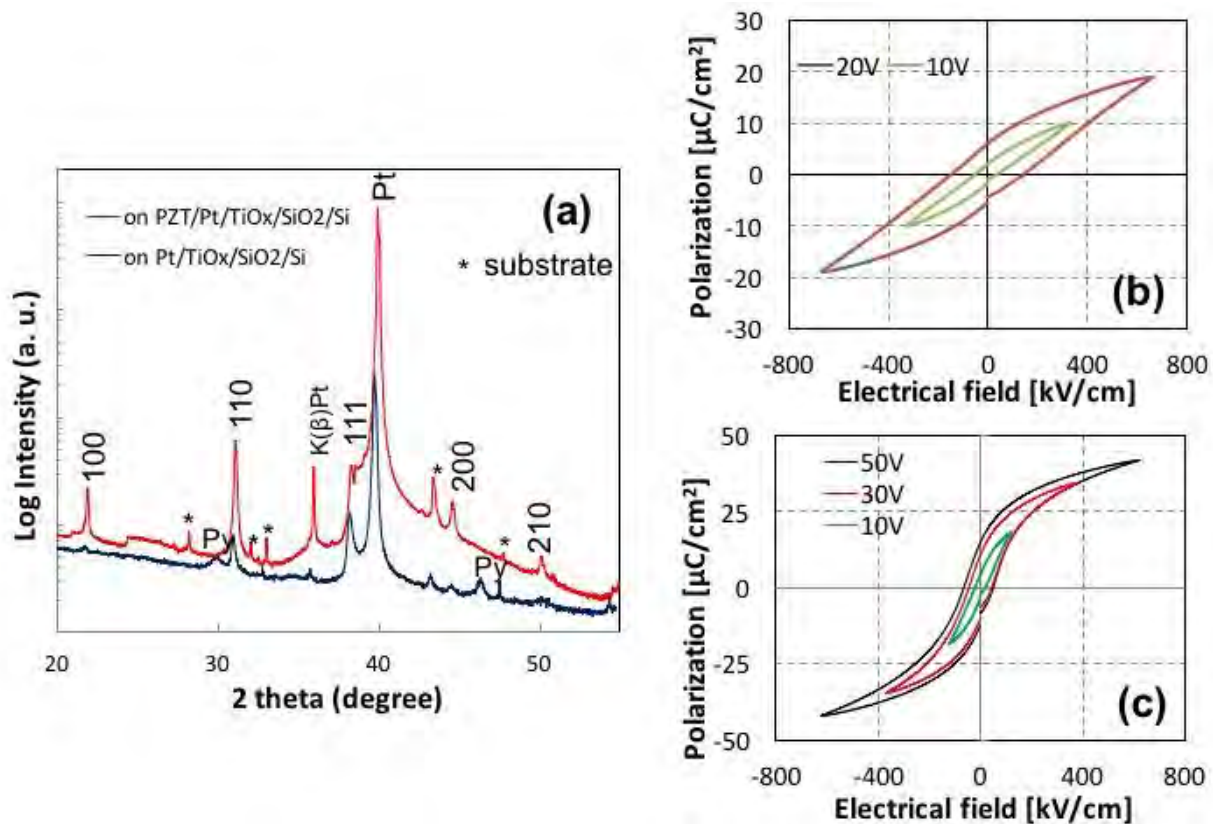 (a)
on PZT/Pt/TiOx/SiO2/Si
on Pt/TiOx/SiO2/Si
* substrate
Log Intensity (a. u.)
100
*
Py
110
*
*
K(β)Pt
111
Pt
*
200
Py
*
210
20 30 40 50
2 theta (degree)
(b)
20V 10V
Polarization [µC/cm²]
30
20
10
0
-10
-20
-30
-800 -400 0 400 800
Electrical field [kV/cm]
(c)
50V
30V
10V
Polarization [µC/cm²]
50
25
0
-25
-50
-800 -400 0 400 800
Electrical field [kV/cm]